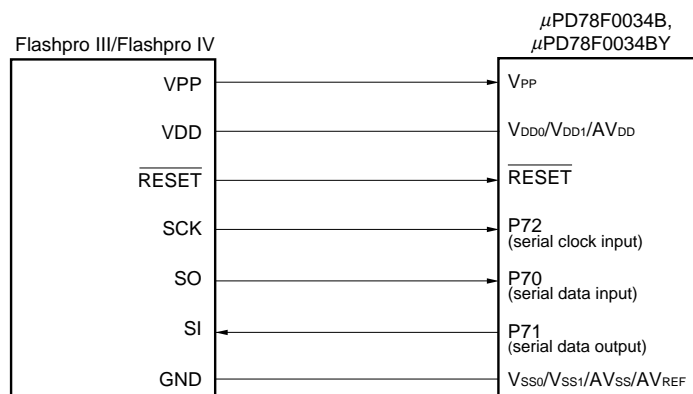 μPD78F0034B,
μPD78F0034BY
Flashpro III/Flashpro IV
VPP
VPP
VDD
VDD0/VDD1/AVDD
RESET
RESET
SCK
P72
(serial clock input)
SO
P70
(serial data input)
SI
P71
(serial data output)
GND
VSS0/VSS1/AVSS/AVREF